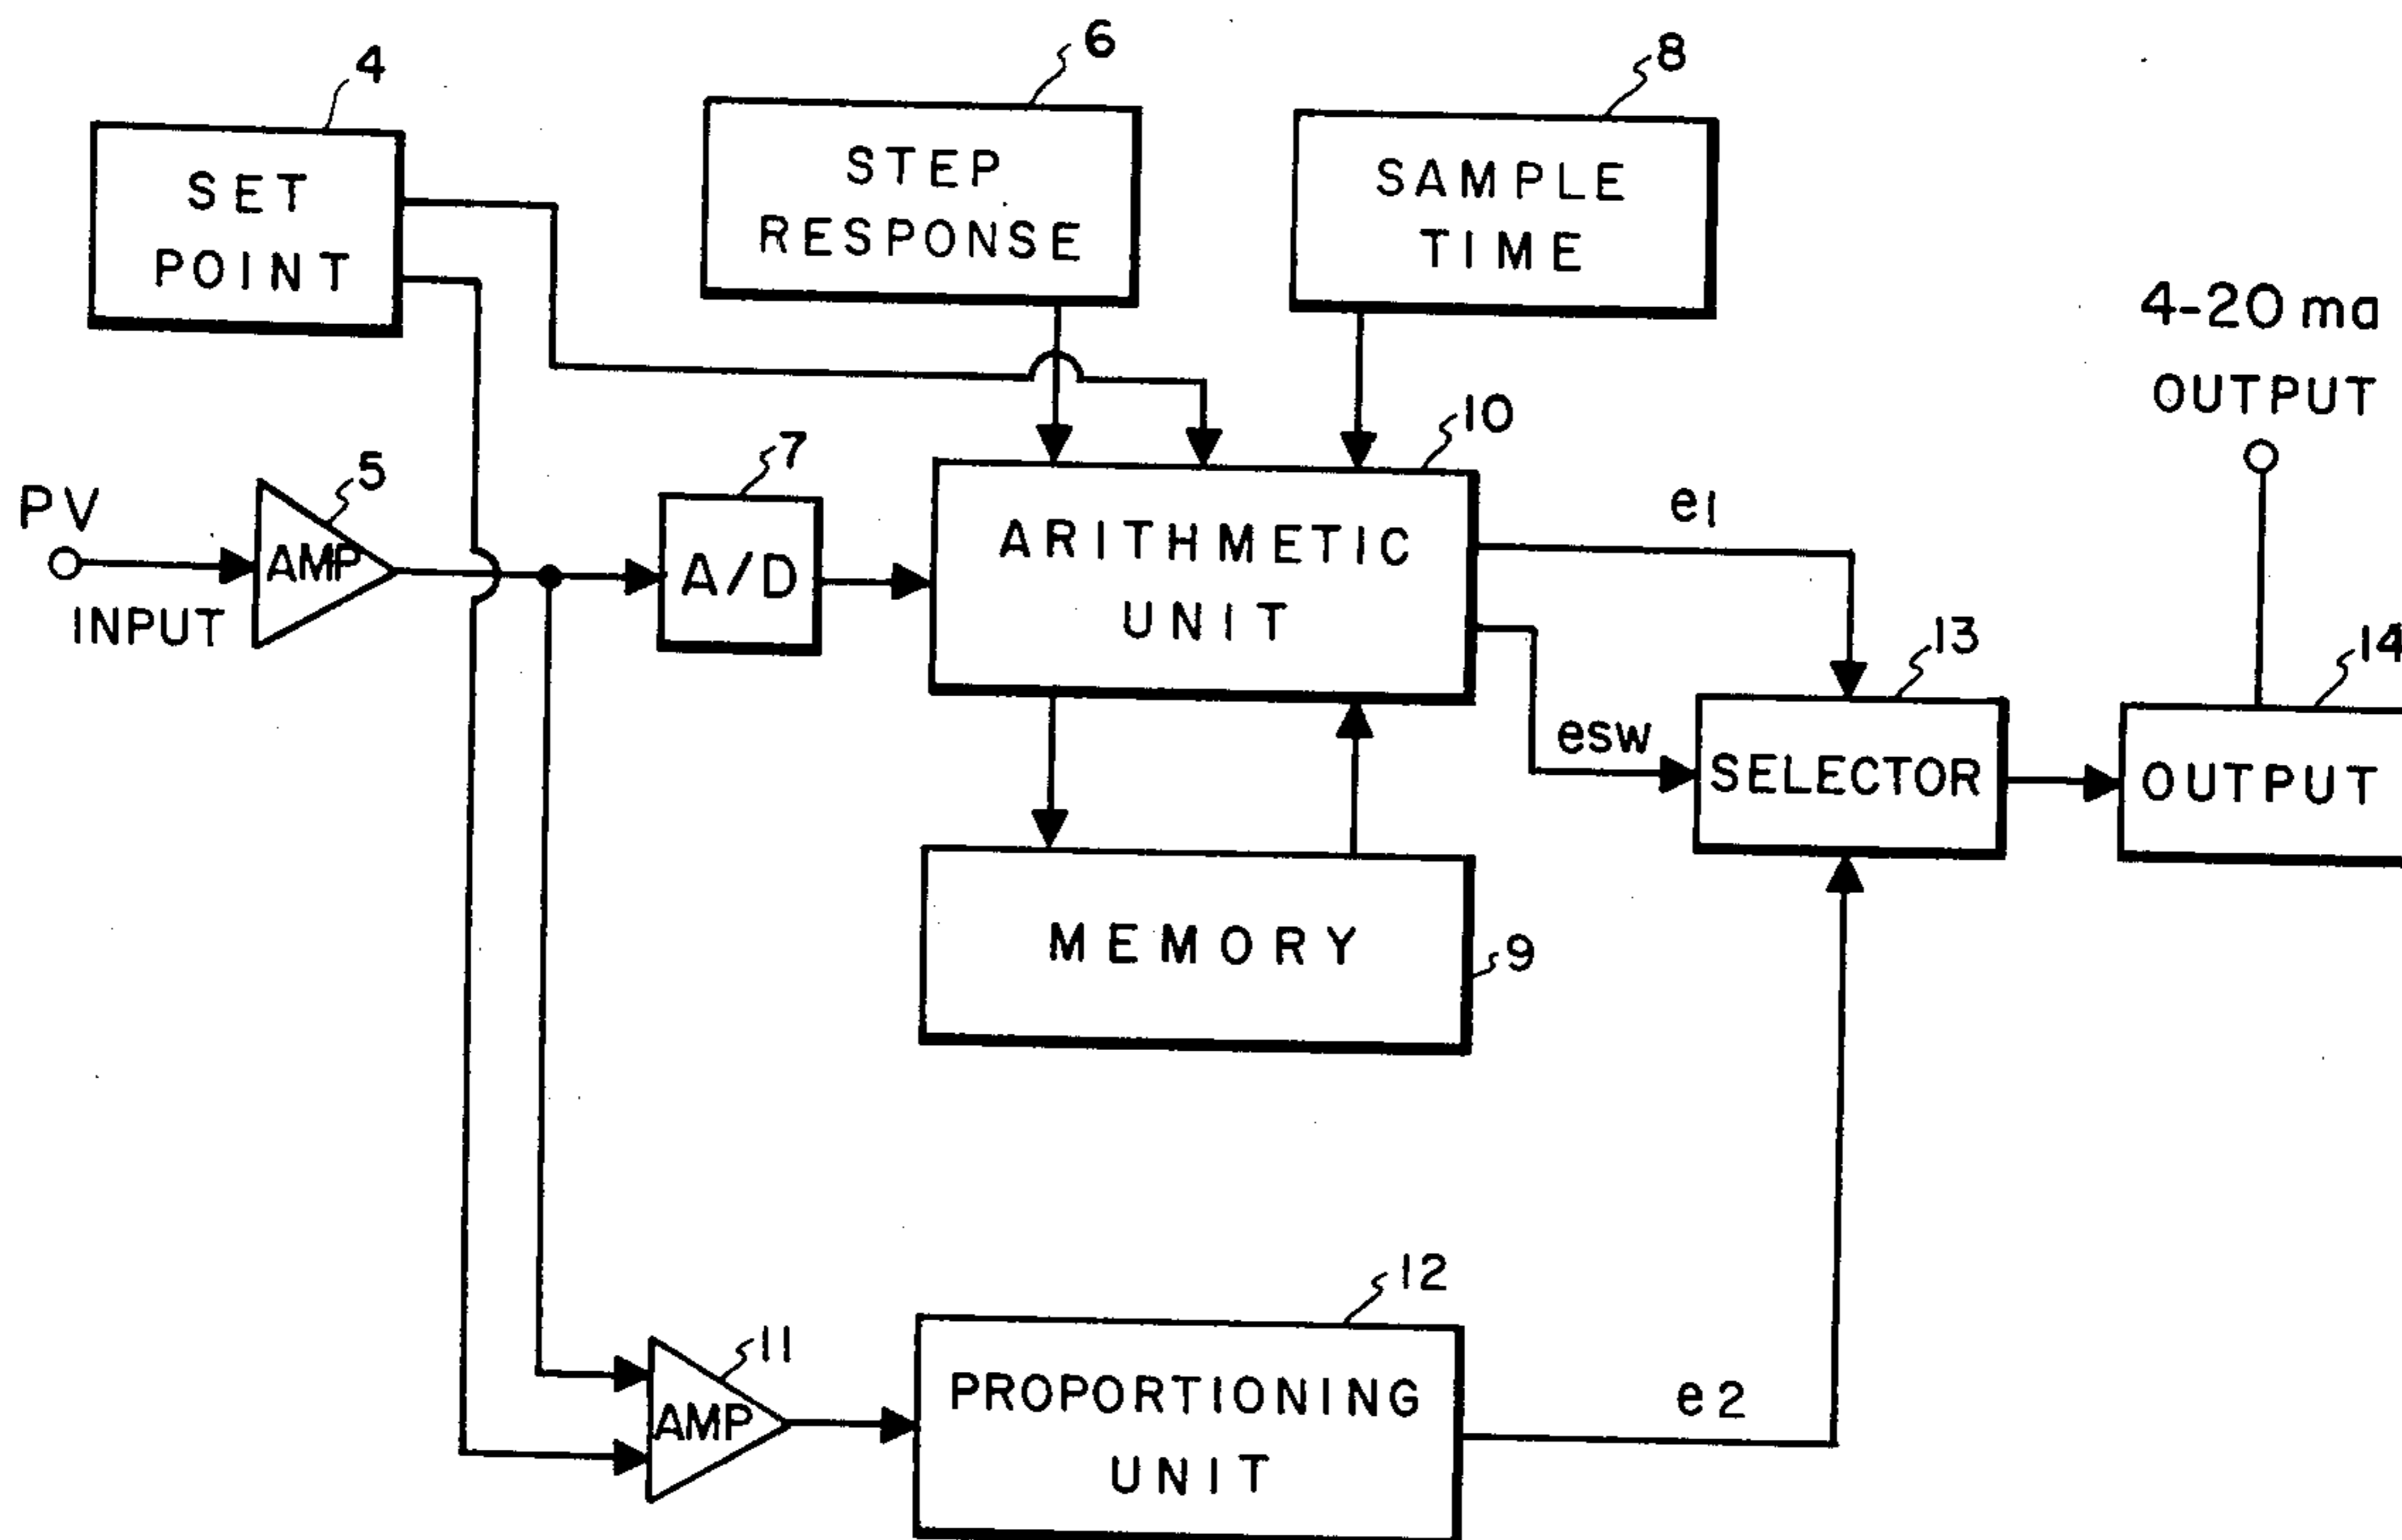 4
6
8
SET
POINT
STEP
RESPONSE
SAMPLE
TIME
4-20 ma
OUTPUT
PV
INPUT
5
AMP
7
A/D
10
ARITHMETIC
UNIT
e1
esw
13
SELECTOR
14
OUTPUT
MEMORY
9
11
AMP
12
PROPORTIONING
UNIT
e2